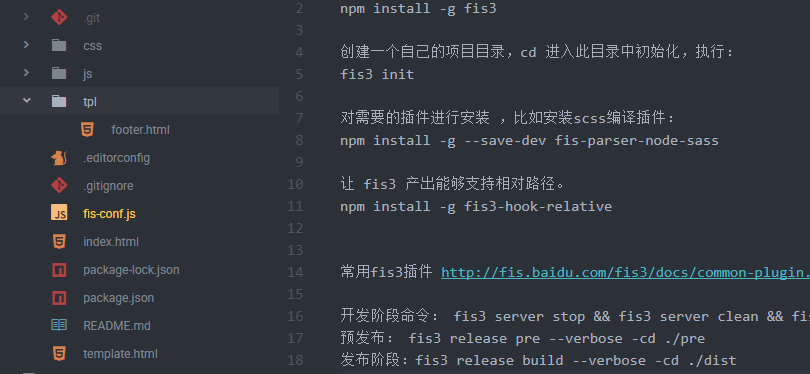 .git
css
js
tpl
footer.html
.editorconfig
.gitignore
JS fis-conf.js
index.html
package-lock.json
package.json
README.md
template.html
2 npm install -g fis3
3
4 创建一个自己的项目目录，cd 进入此目录中初始化，执行：
5 fis3 init
6
7 对需要的插件进行安装 ，比如安装scss编译插件：
8 npm install -g --save-dev fis-parser-node-sass
9
10 让 fis3 产出能够支持相对路径。
11 npm install -g fis3-hook-relative
12
13
14 常用fis3插件 http://fis.baidu.com/fis3/docs/common-plugin.
15
16 开发阶段命令： fis3 server stop && fis3 server clean && fis
17 预发布： fis3 release pre --verbose -cd ./pre
18 发布阶段：fis3 release build --verbose -cd ./dist